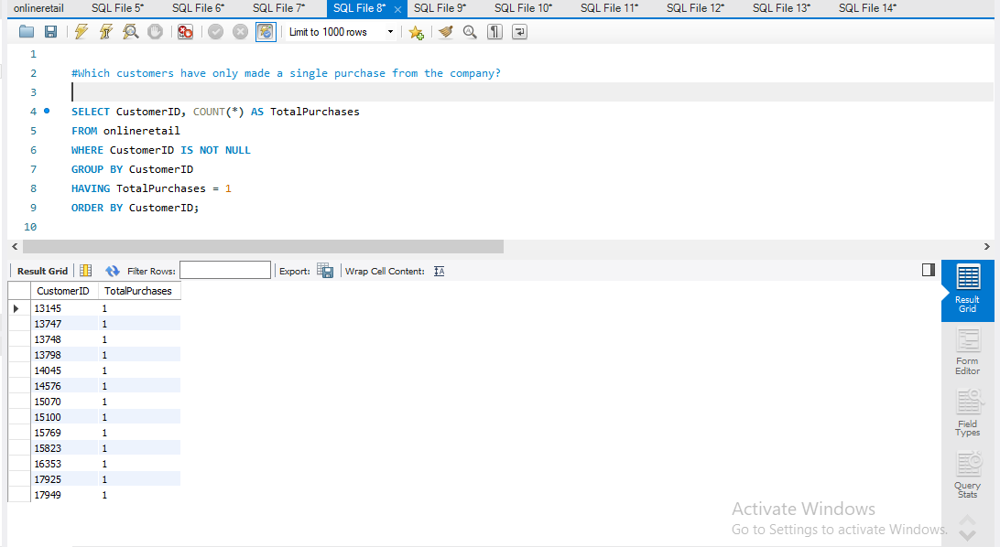 onlineretail SQL File 5* SQL File 6* SQL File 7* SQL File 8* × SQL File 9* SQL File 10* SQL File 11* SQL File 12* SQL File 13* SQL File 14*
Limit to 1000 rows
1
2 #Which customers have only made a single purchase from the company?
3
4 SELECT CustomerID, COUNT(*) AS TotalPurchases
5 FROM onlineretail
6 WHERE CustomerID IS NOT NULL
7 GROUP BY CustomerID
8 HAVING TotalPurchases = 1
9 ORDER BY CustomerID;
10
Result Grid Filter Rows: Export: Wrap Cell Content:
CustomerID TotalPurchases
13145 1
13747 1
13748 1
13798 1
14045 1
14576 1
15070 1
15100 1
15769 1
15823 1
16353 1
17925 1
17949 1
Result
Grid
Form
Editor
Field
Types
Query
Stats
Activate Windows
Go to Settings to activate Windows.